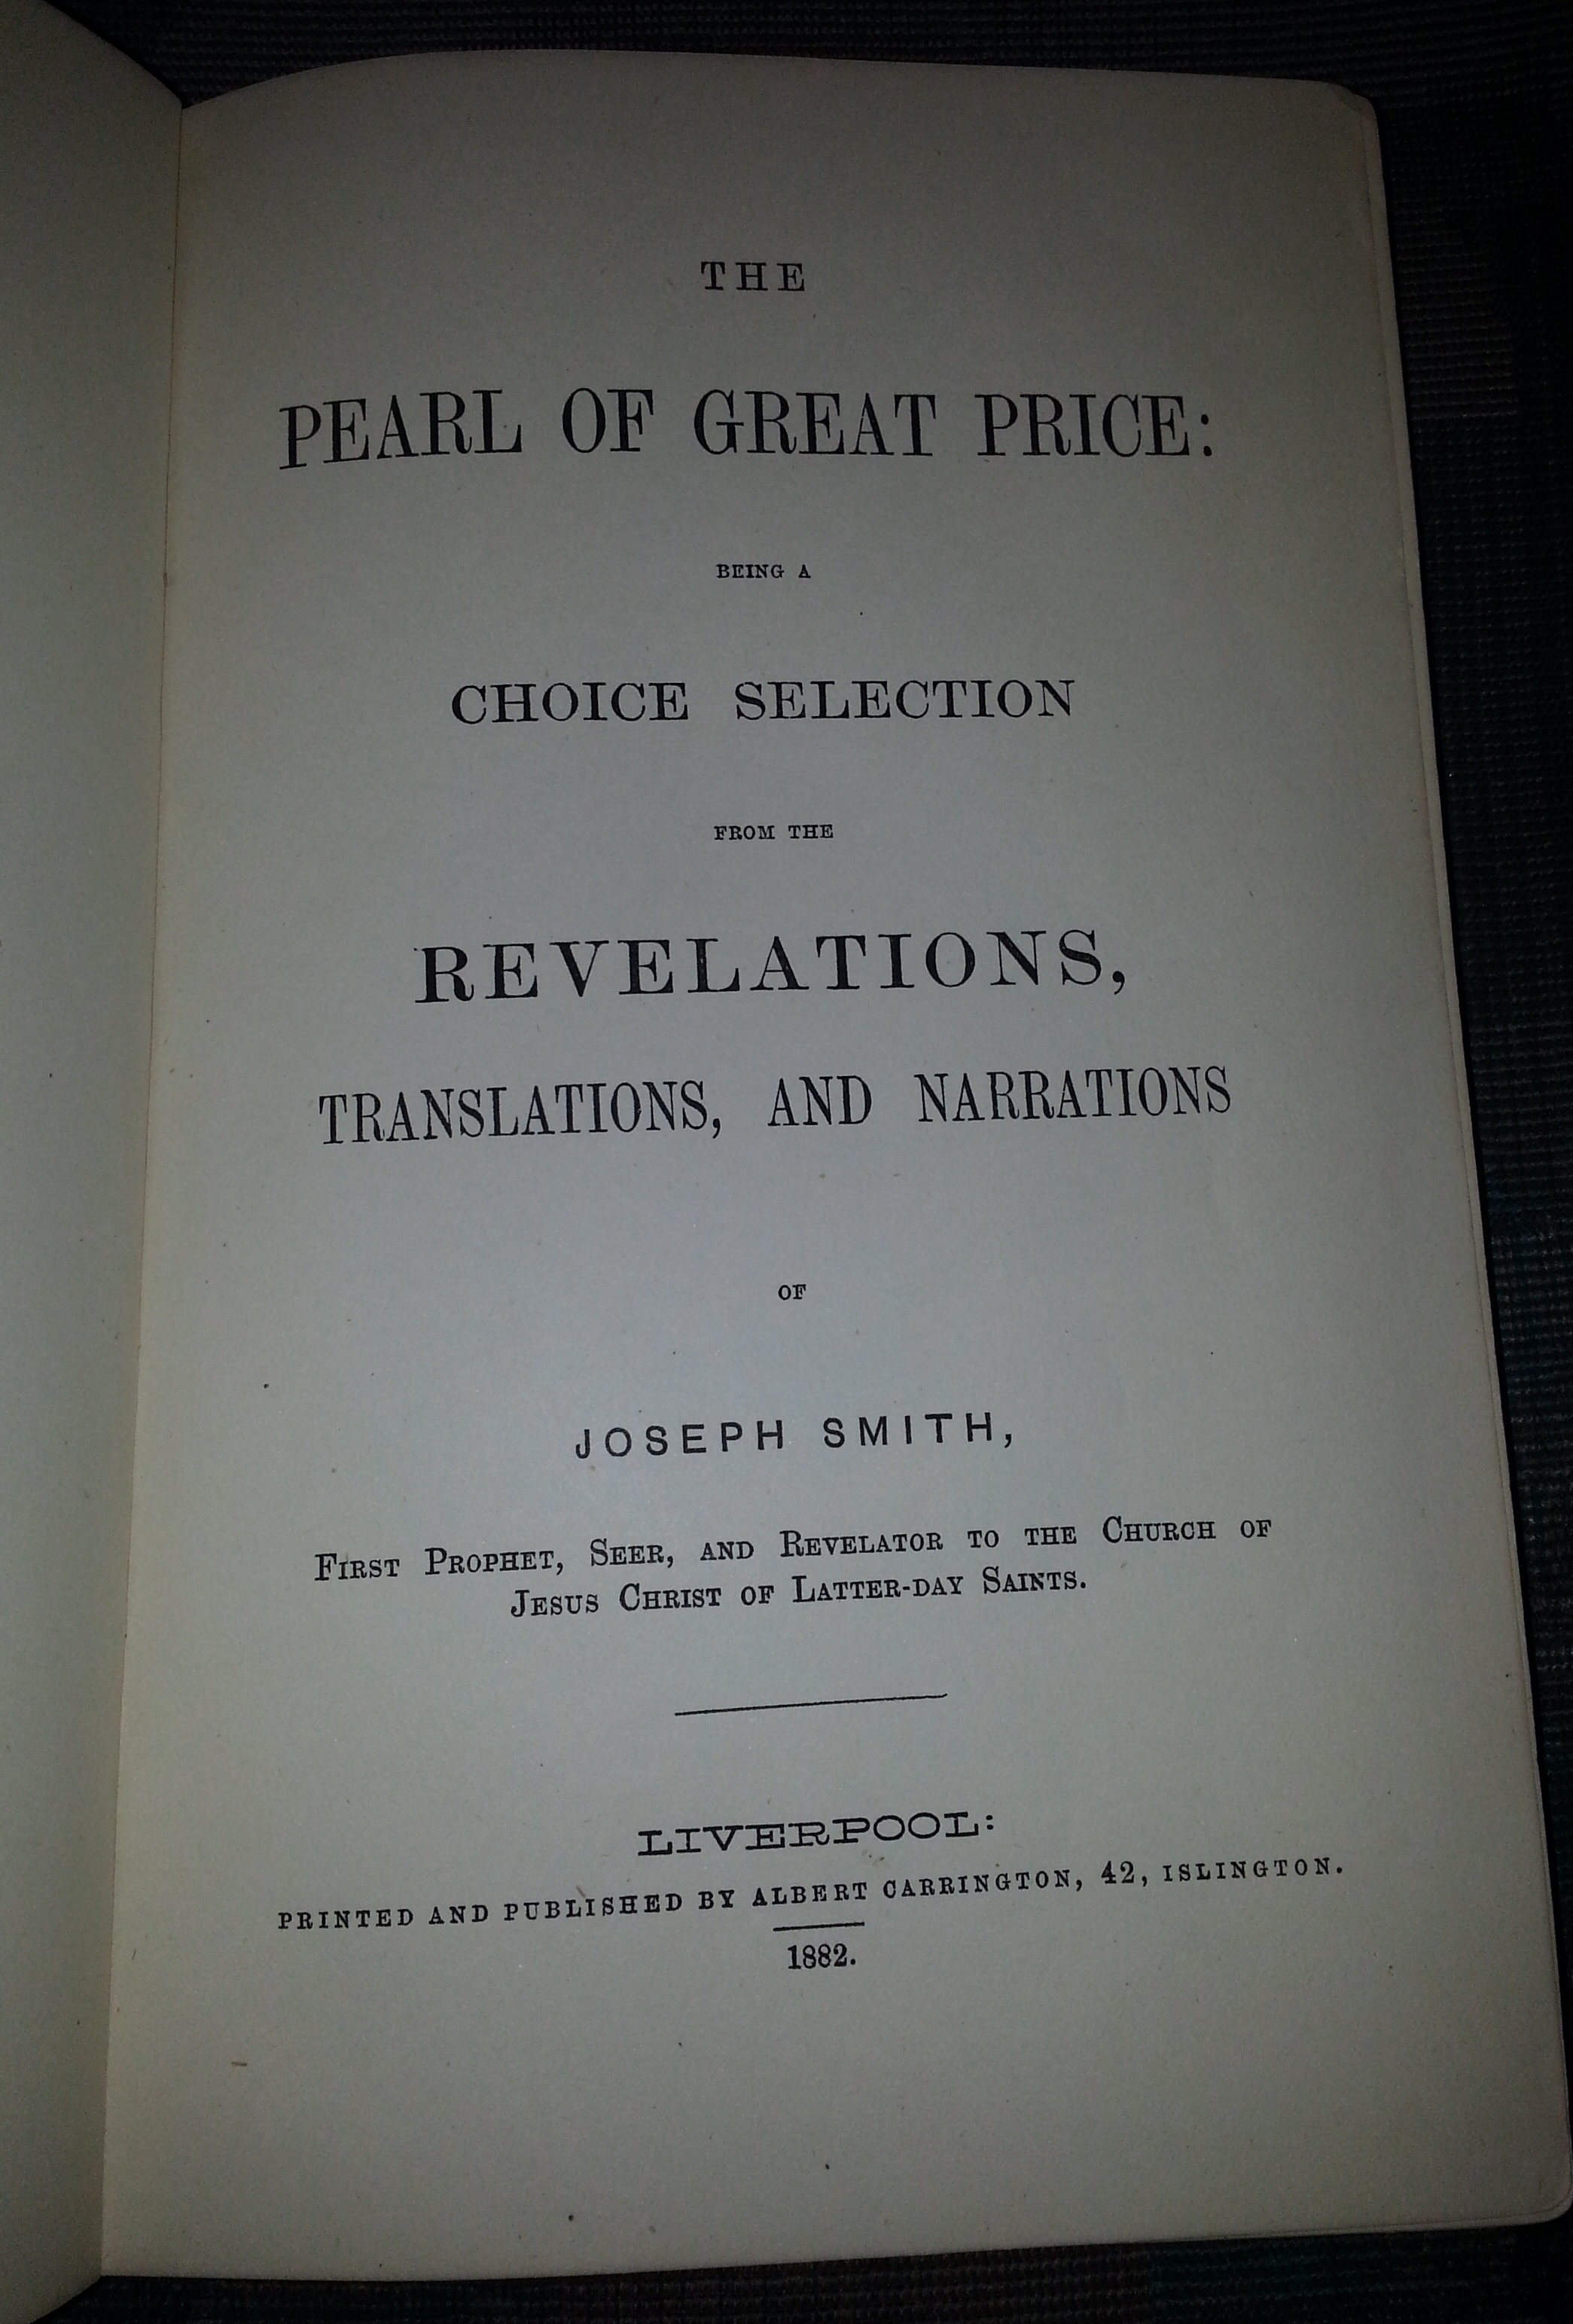 THE
PEARL OF GREAT PRICE:
BEING A
CHOICE SELECTION
FROM THE
REVELATIONS,
TRANSLATIONS, AND NARRATIONS
OF
JOSEPH SMITH,
FIRST PROPHET, SEER, AND REVELATOR TO THE CHURCH OF
JESUS CHRIST OF LATTER-DAY SAINTS.
LIVERPOOL:
PRINTED AND PUBLISHED BY ALBERT CARRINGTON, 42, ISLINGTON.
1882.